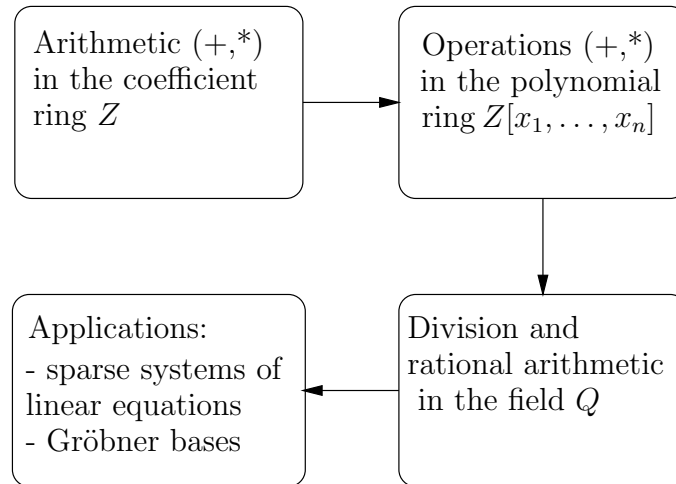 Arithmetic (+,*)
in the coefficient
ring Z
Operations (+,*)
in the polynomial
ring Z[x₁, . . . , xₙ]
Division and
rational arithmetic
in the field Q
Applications:
- sparse systems of
linear equations
- Gröbner bases